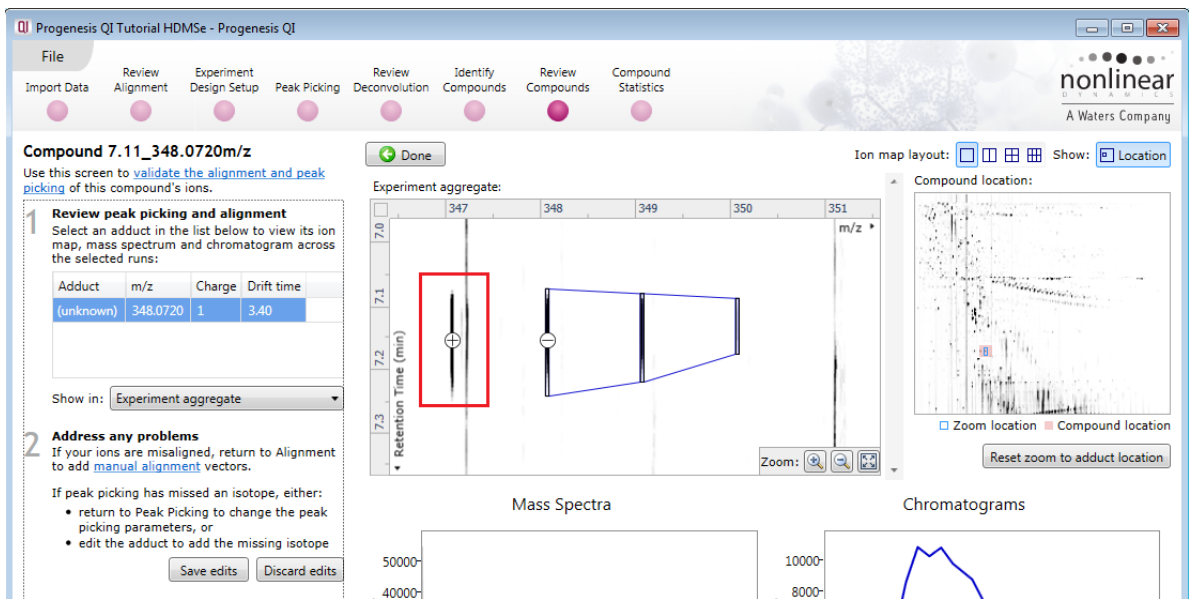 QI Progenesis QI Tutorial HDMSe - Progenesis QI
File
Import Data
Review
Alignment
Experiment
Design Setup
Peak Picking
Review
Deconvolution
Identify
Compounds
Review
Compounds
Compound
Statistics
nonlinear
DYNAMICS
A Waters Company
Compound 7.11_348.0720m/z
Use this screen to validate the alignment and peak
picking of this compound's ions.
1 Review peak picking and alignment
Select an adduct in the list below to view its ion
map, mass spectrum and chromatogram across
the selected runs:
Adduct m/z Charge Drift time
(unknown) 348.0720 1 3.40
Show in: Experiment aggregate
2 Address any problems
If your ions are misaligned, return to Alignment
to add manual alignment vectors.
If peak picking has missed an isotope, either:
• return to Peak Picking to change the peak
picking parameters, or
• edit the adduct to add the missing isotope
Save edits Discard edits
Done
Ion map layout: Show: Location
Experiment aggregate:
347 348 349 350 351
m/z
7.0
7.1
7.2
7.3
Retention Time (min)
Zoom:
Compound location:
Zoom location Compound location
Reset zoom to adduct location
Mass Spectra
50000
40000
Chromatograms
10000
8000